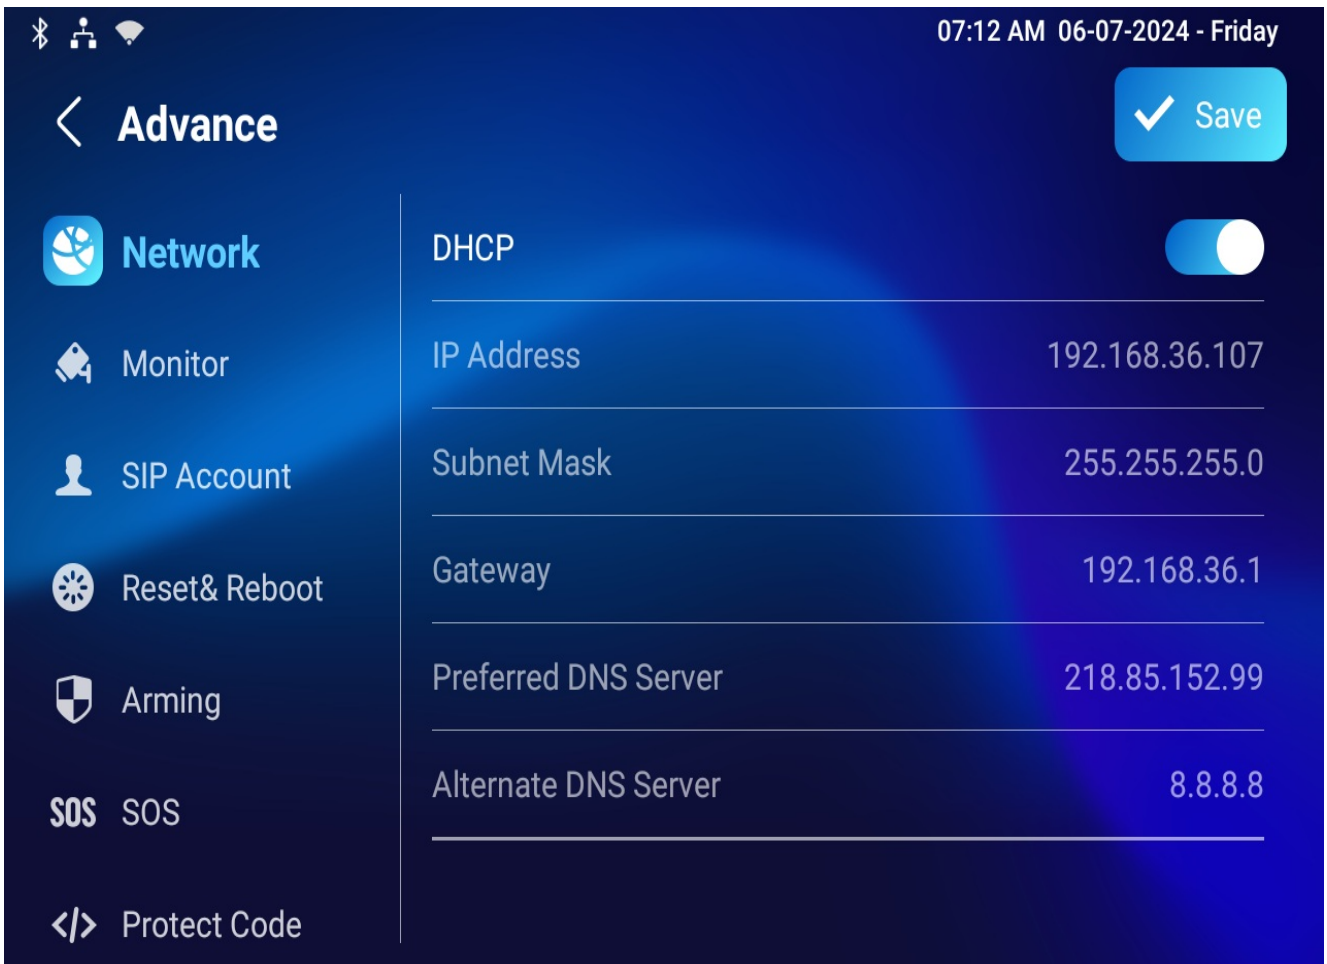 07:12 AM 06-07-2024 - Friday
Advance
Save
Network
Monitor
SIP Account
Reset& Reboot
Arming
SOS SOS
Protect Code
DHCP
IP Address 192.168.36.107
Subnet Mask 255.255.255.0
Gateway 192.168.36.1
Preferred DNS Server 218.85.152.99
Alternate DNS Server 8.8.8.8